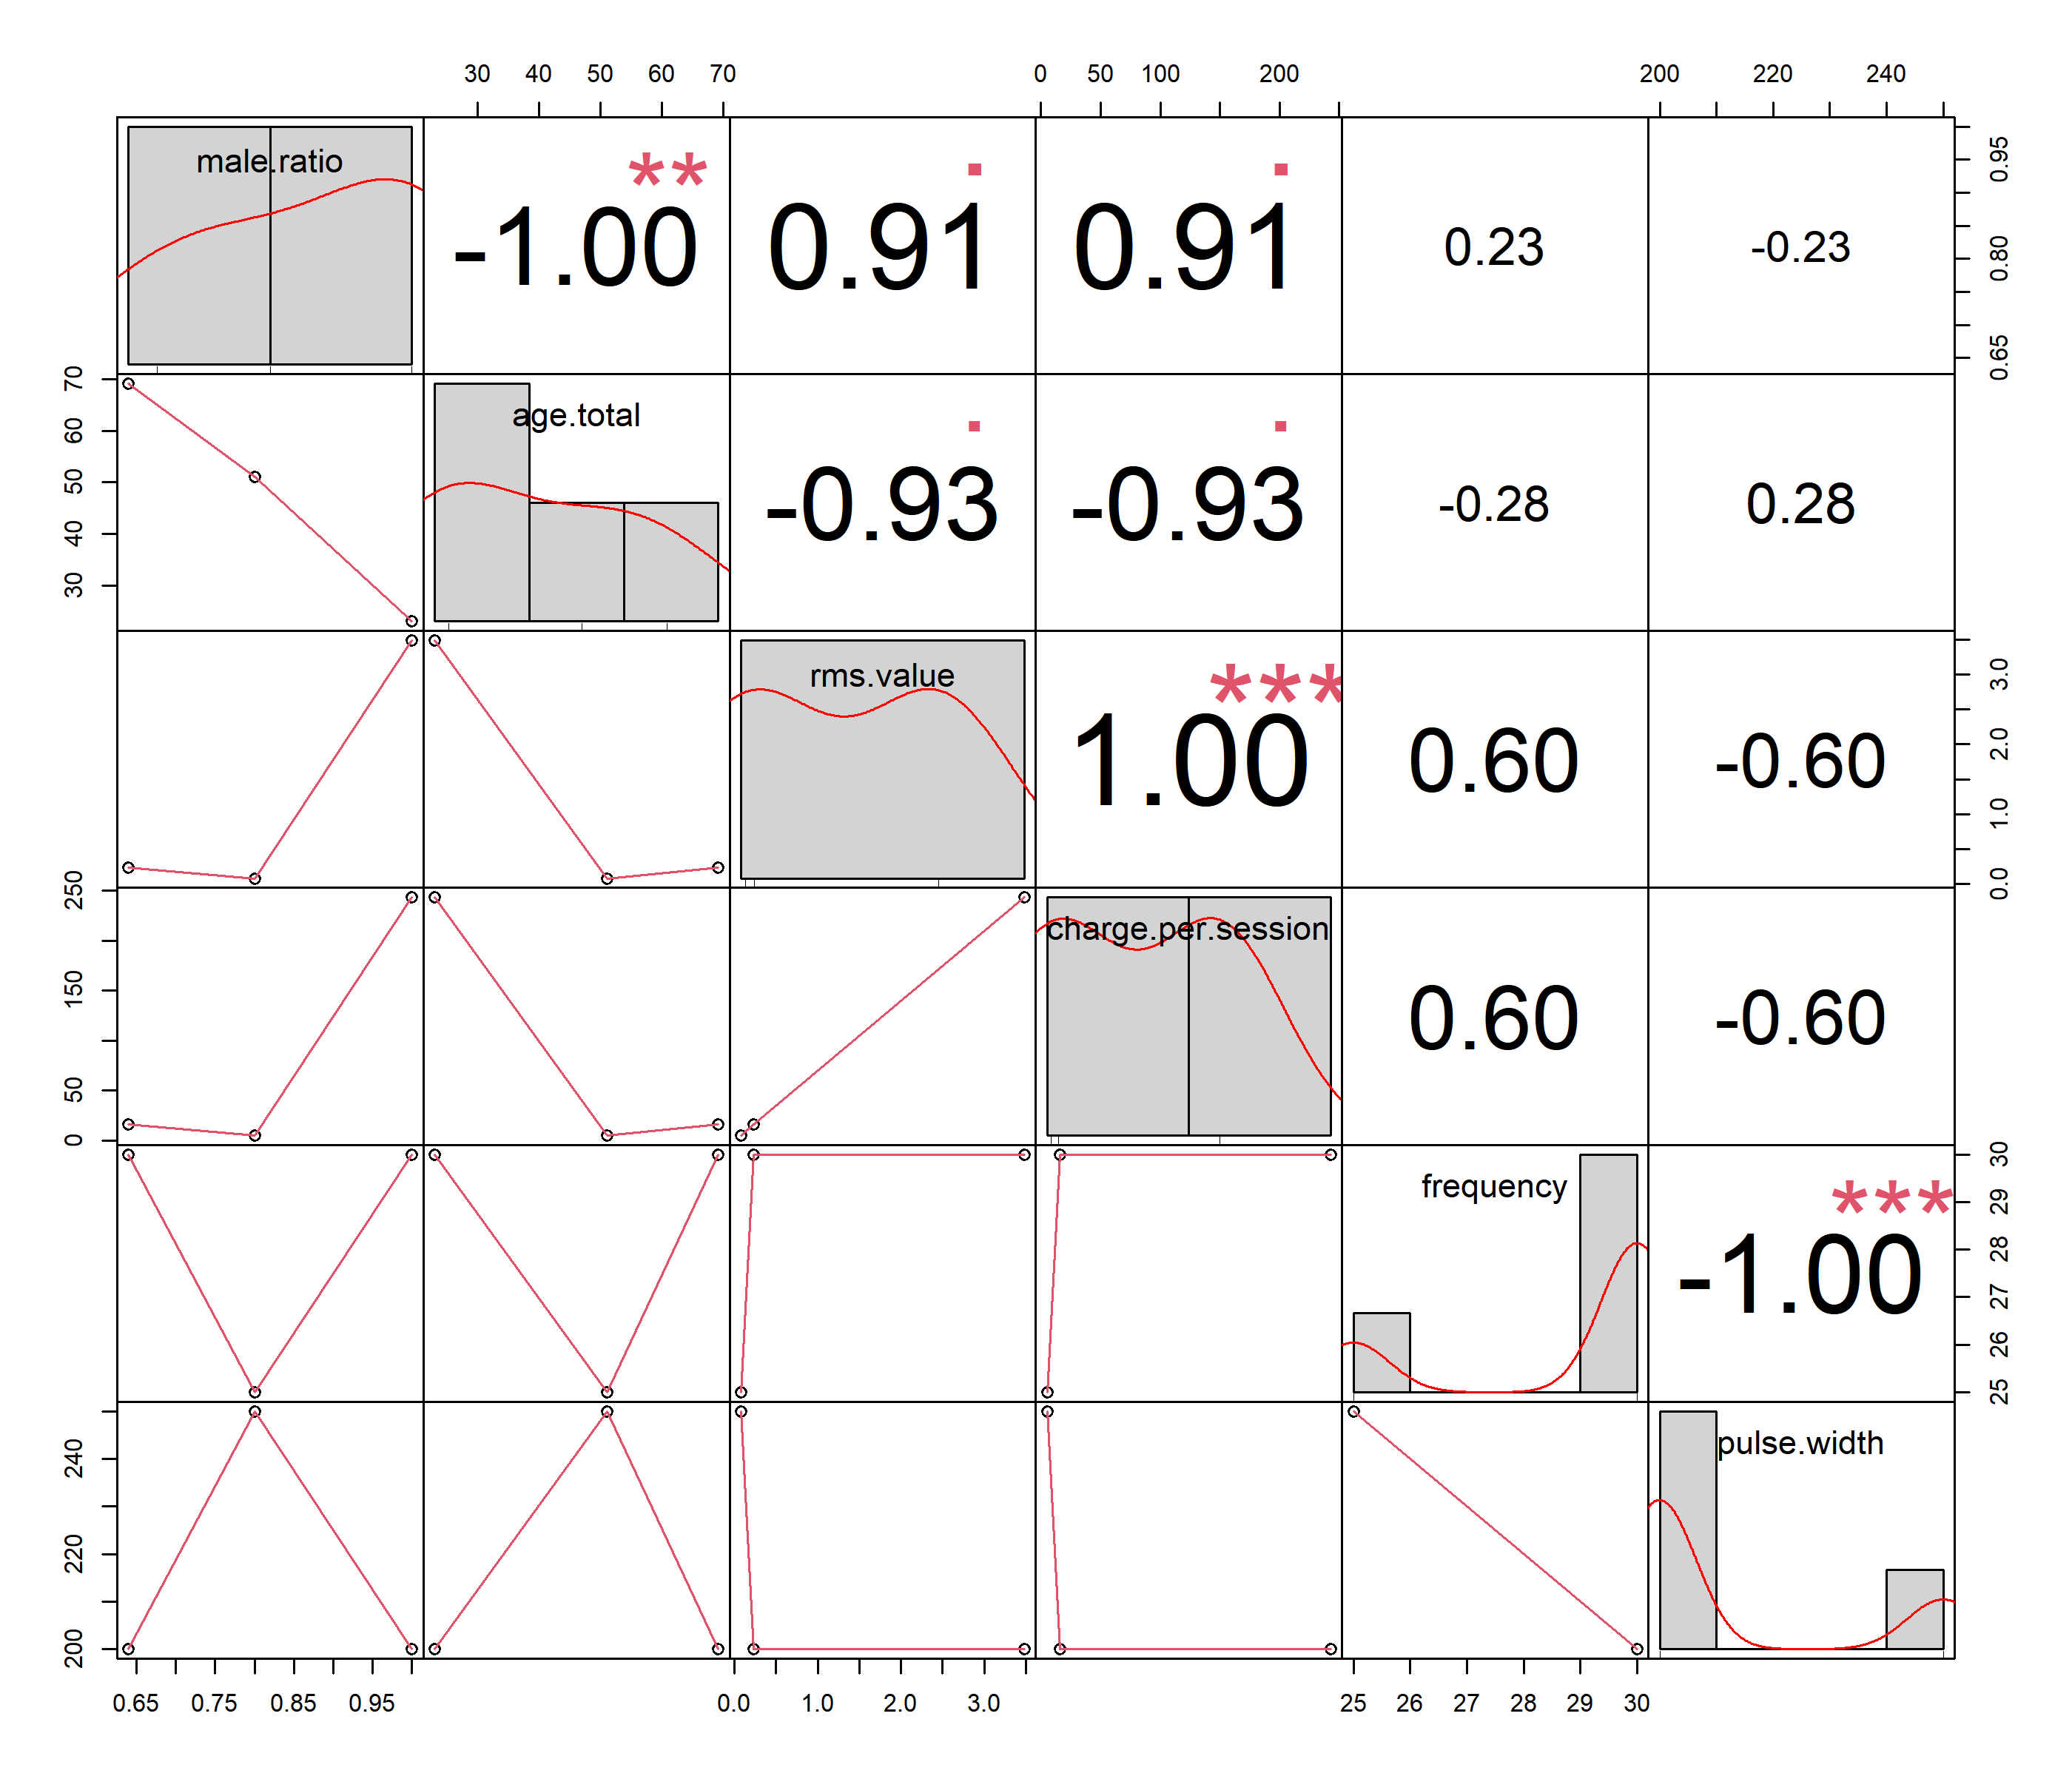 30 40 50 60 70 0 50 100 200 200 220 240
male.ratio ** . .
-1.00 0.91 0.91 0.23 -0.23
0.65 0.80 0.95
age.total . .
-0.93 -0.93 -0.28 0.28
30 40 50 60 70
rms.value ***
1.00 0.60 -0.60
0.0 1.0 2.0 3.0
charge.per.session
0.60 -0.60
0 50 150 250
frequency ***
-1.00
25 26 27 28 29 30
pulse.width
200 220 240
0.65 0.75 0.85 0.95 0.0 1.0 2.0 3.0 25 26 27 28 29 30